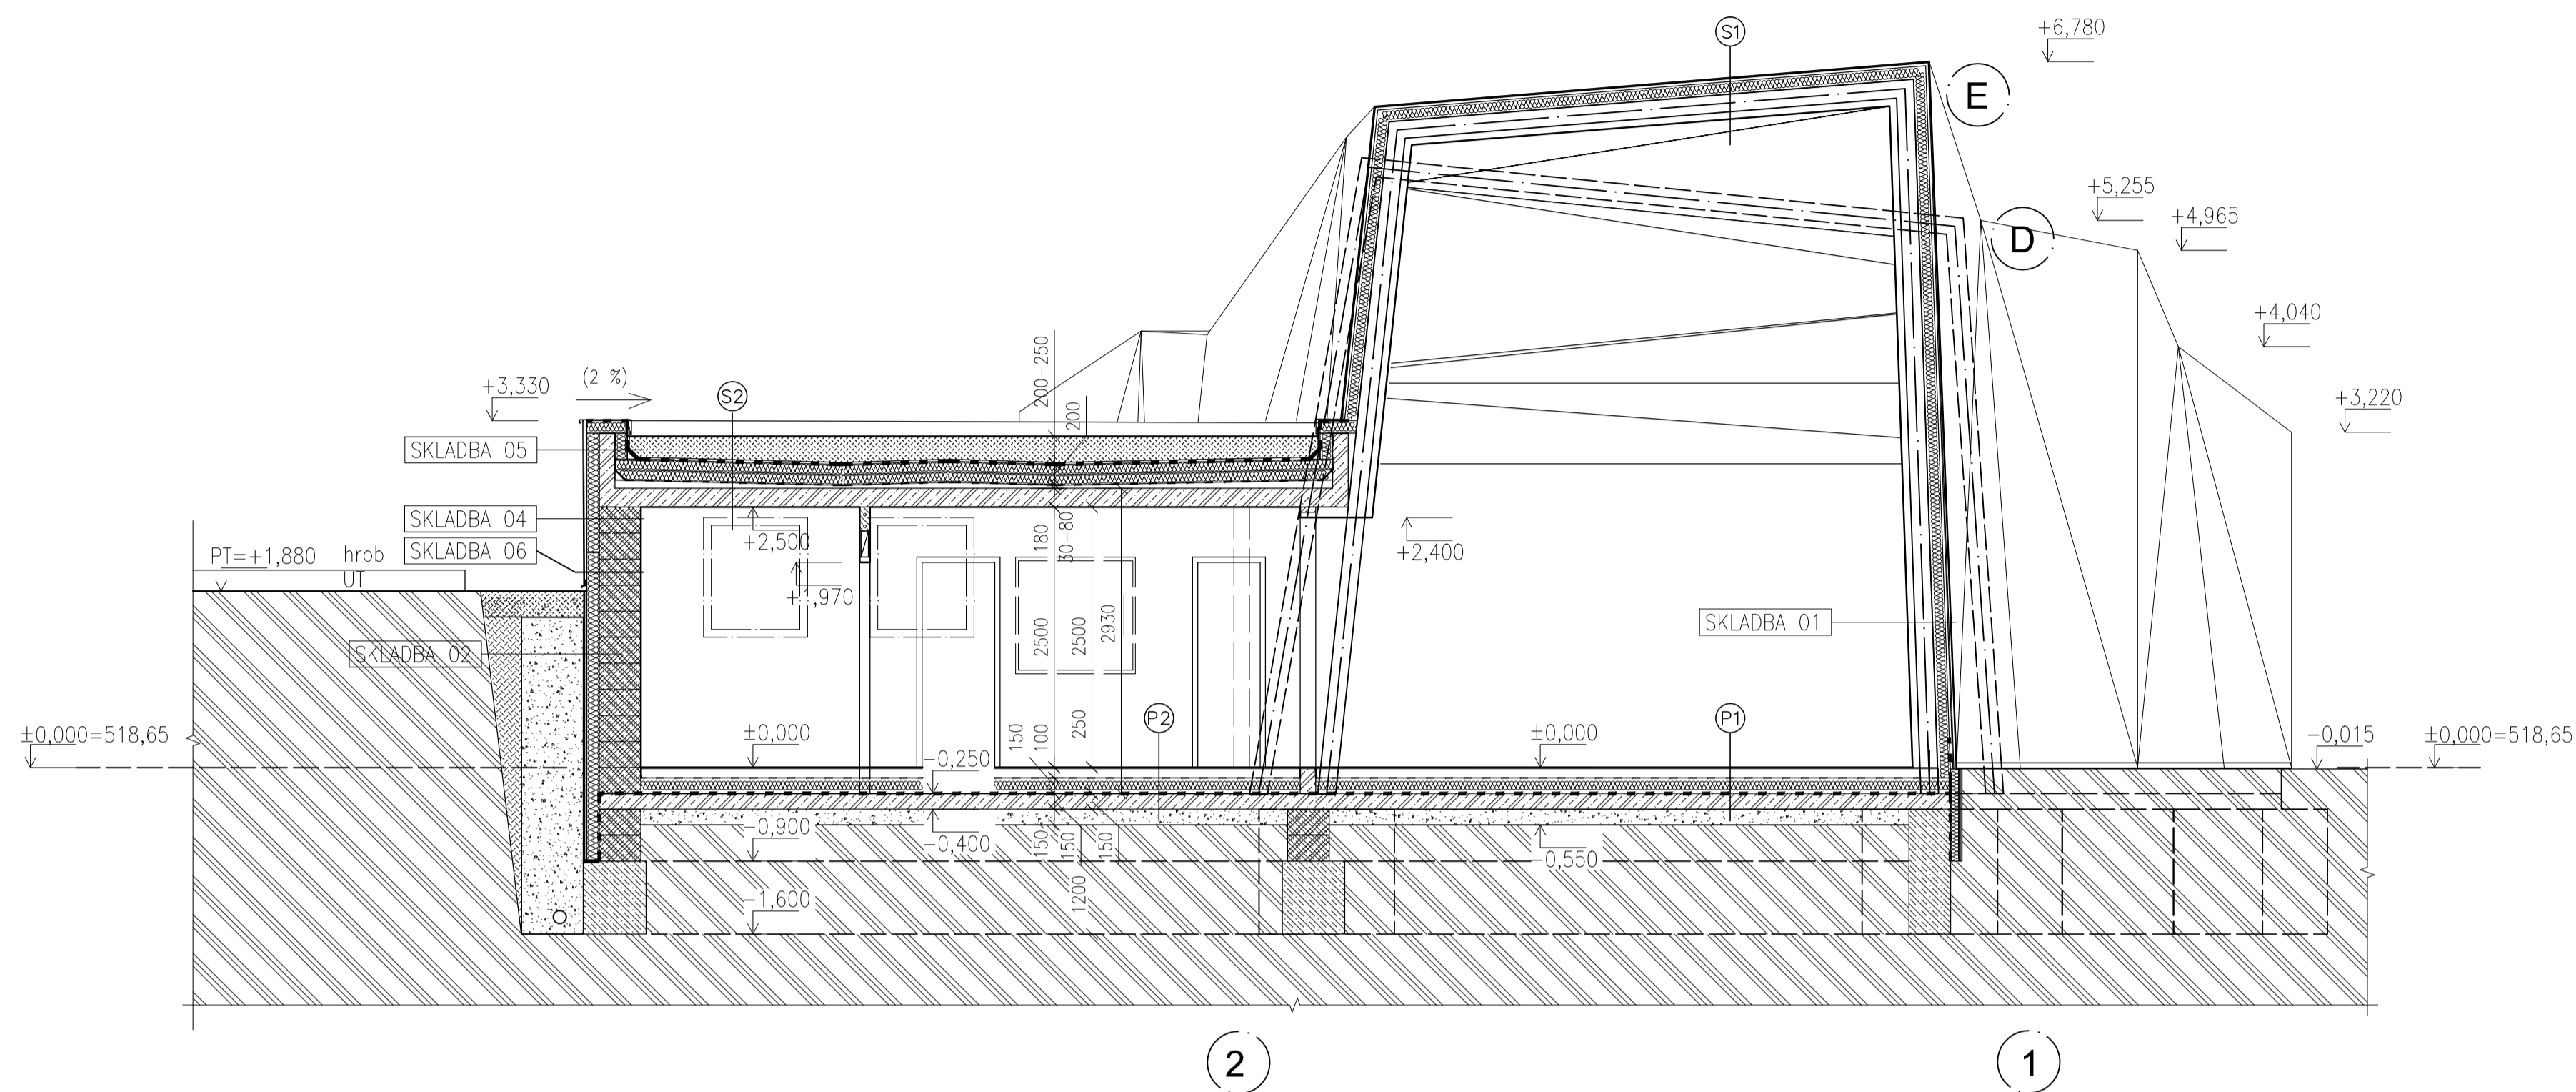 S1
+6,780
E
+5,255
+4,965
D
+4,040
+3,220
+3,330
(2 %)
S2
200-250
200
SKLADBA 05
SKLADBA 04
SKLADBA 06
PT=+1,880
hrob
UT
+2,500
+1,970
180
30-80
+2,400
2500
2500
2930
SKLADBA 01
SKLADBA 02
±0,000=518,65
±0,000
-0,250
150
100
250
P2
±0,000
P1
-0,015
±0,000=518,65
-0,900
-0,400
150
150
150
-0,550
-1,600
1200
2
1